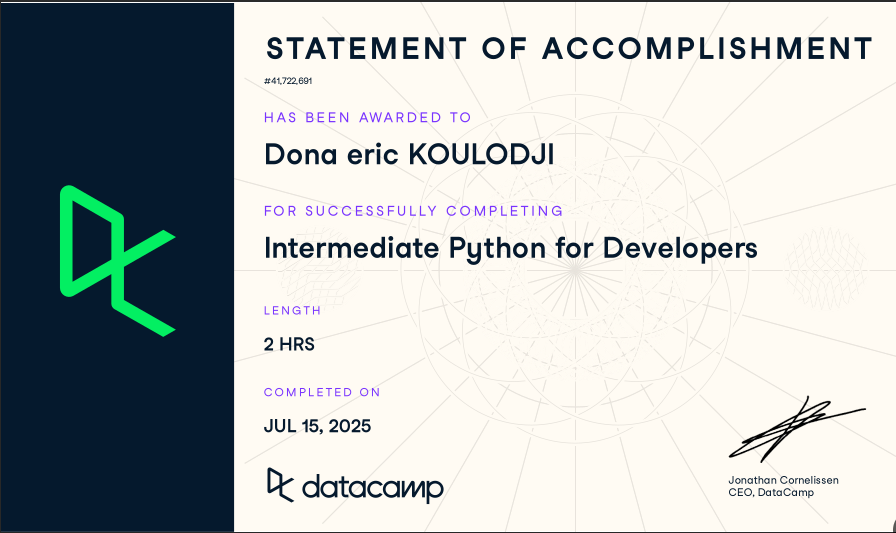 STATEMENT OF ACCOMPLISHMENT
#41,722,691
HAS BEEN AWARDED TO
Dona eric KOULODJI
FOR SUCCESSFULLY COMPLETING
Intermediate Python for Developers
LENGTH
2 HRS
COMPLETED ON
JUL 15, 2025
datacamp
Jonathan Cornelissen
CEO, DataCamp